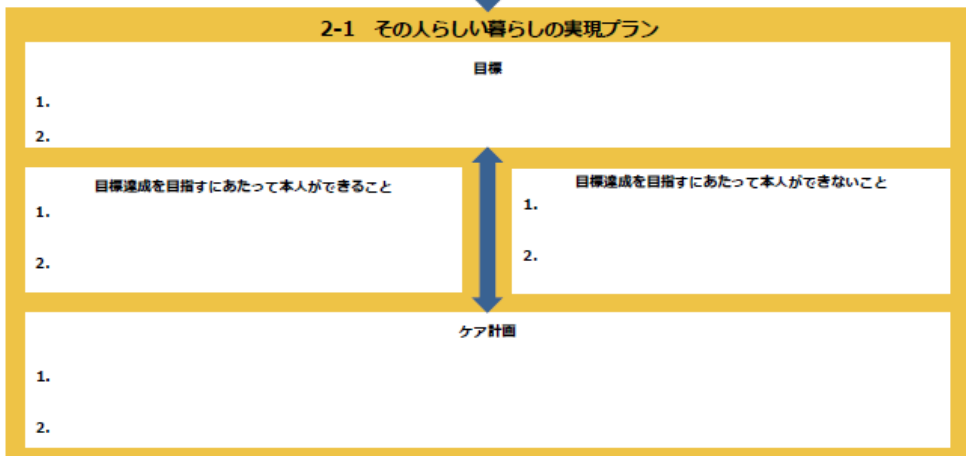 2-1 その人らしい暮らしの実現プラン
目標
1.
2.
目標達成を目指すにあたって本人ができること
1.
2.
目標達成を目指すにあたって本人ができないこと
1.
2.
ケア計画
1.
2.